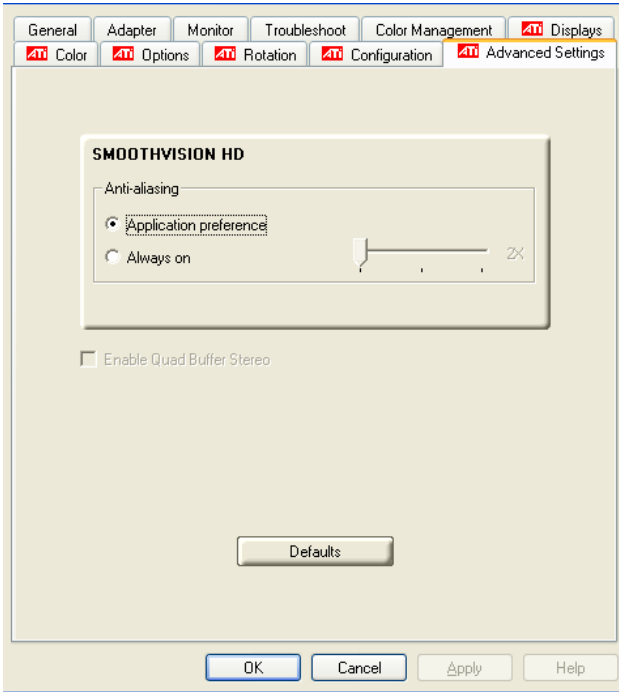 General Adapter Monitor Troubleshoot Color Management ATI Displays
ATI Color ATI Options ATI Rotation ATI Configuration ATI Advanced Settings
SMOOTHVISION HD
Anti-aliasing
Application preference
Always on 2X
Enable Quad Buffer Stereo
Defaults
OK Cancel Apply Help